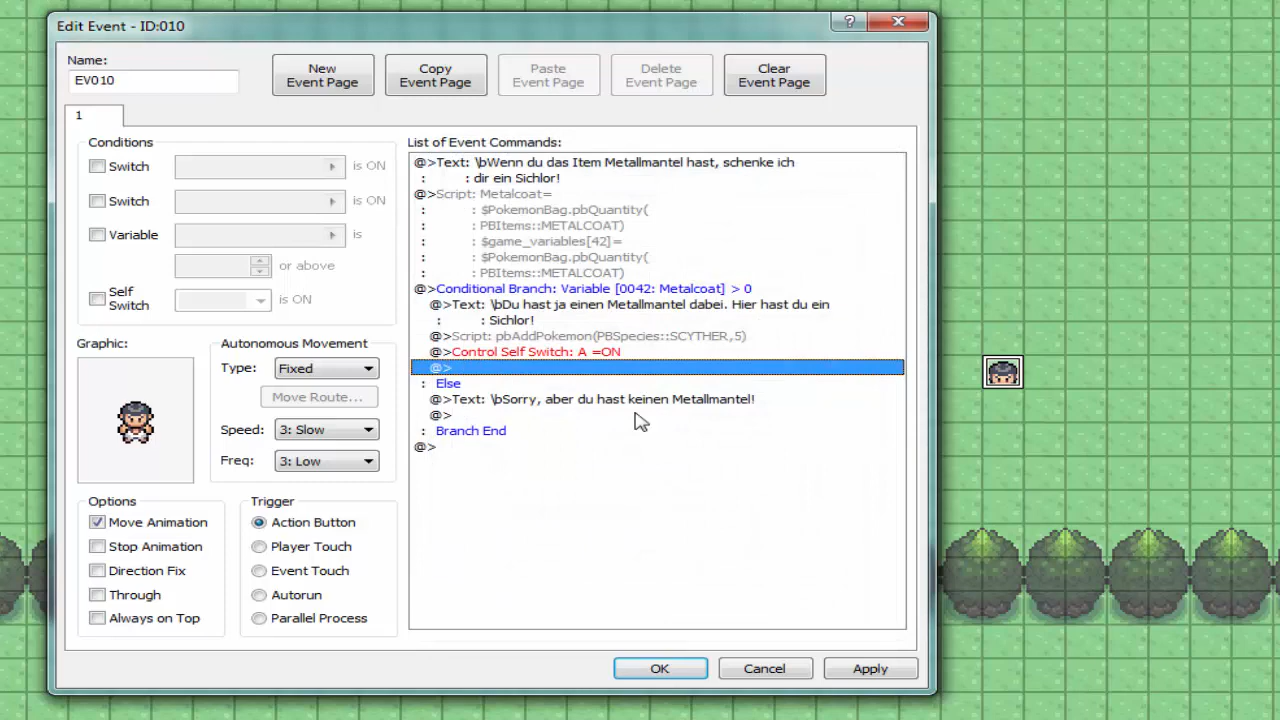 Edit Event - ID:010
?
Name:
EV010
New
Event Page
Copy
Event Page
Paste
Event Page
Delete
Event Page
Clear
Event Page
1
Conditions
Switch is ON
Switch is ON
Variable is
or above
Self
Switch is ON
Graphic:
Autonomous Movement
Type: Fixed
Move Route...
Speed: 3: Slow
Freq: 3: Low
Options
Move Animation
Stop Animation
Direction Fix
Through
Always on Top
Trigger
Action Button
Player Touch
Event Touch
Autorun
Parallel Process
List of Event Commands:
@>Text: \bWenn du das Item Metallmantel hast, schenke ich
: : dir ein Sichlor!
@>Script: Metalcoat=
: : $PokemonBag.pbQuantity(
: : PBItems::METALCOAT)
: : $game_variables[42]=
: : $PokemonBag.pbQuantity(
: : PBItems::METALCOAT)
@>Conditional Branch: Variable [0042: Metalcoat] > 0
@>Text: \bDu hast ja einen Metallmantel dabei. Hier hast du ein
: : Sichlor!
@>Script: pbAddPokemon(PBSpecies::SCYTHER,5)
@>Control Self Switch: A =ON
@>
: Else
@>Text: \bSorry, aber du hast keinen Metallmantel!
@>
: Branch End
@>
OK
Cancel
Apply